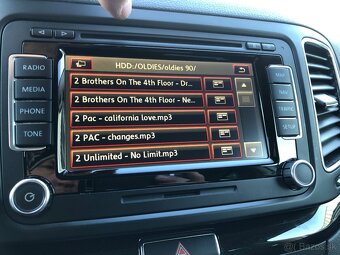 HDD:/OLDIES/oldies 90/
RADIO
MEDIA
PHONE
TONE
2 Brothers On The 4th Floor - Dr...
2 Brothers On The 4th Floor - Ne...
2 Pac - california love.mp3
2 PAC - changes.mp3
2 Unlimited - No Limit.mp3
NAV
TRAFFIC
SETUP